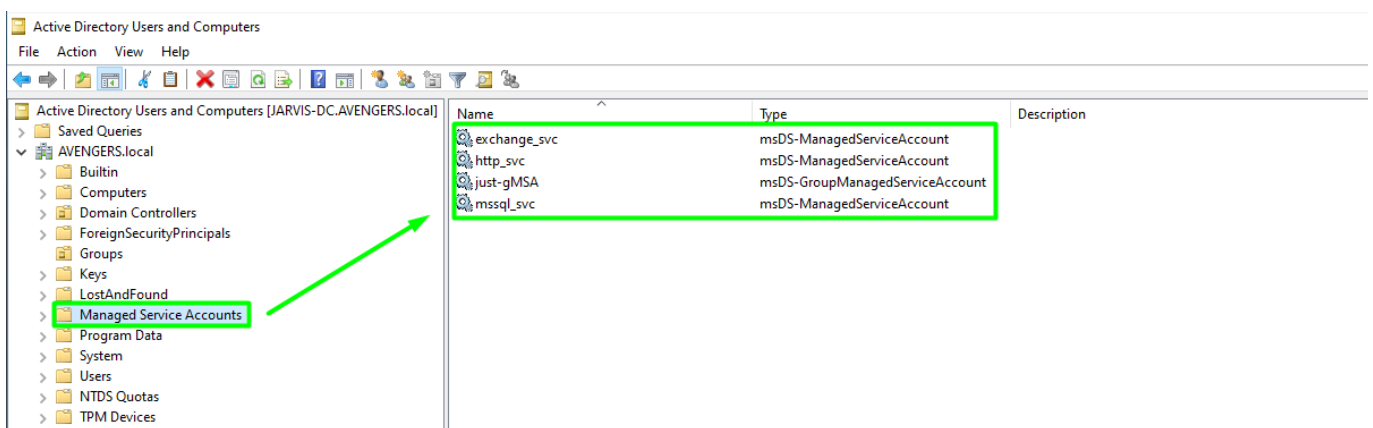 Active Directory Users and Computers
File Action View Help
Active Directory Users and Computers [JARVIS-DC.AVENGERS.local]
Saved Queries
AVENGERS.local
Builtin
Computers
Domain Controllers
ForeignSecurityPrincipals
Groups
Keys
LostAndFound
Managed Service Accounts
Program Data
System
Users
NTDS Quotas
TPM Devices
Name Type Description
exchange_svc msDS-ManagedServiceAccount
http_svc msDS-ManagedServiceAccount
just-gMSA msDS-GroupManagedServiceAccount
mssql_svc msDS-ManagedServiceAccount